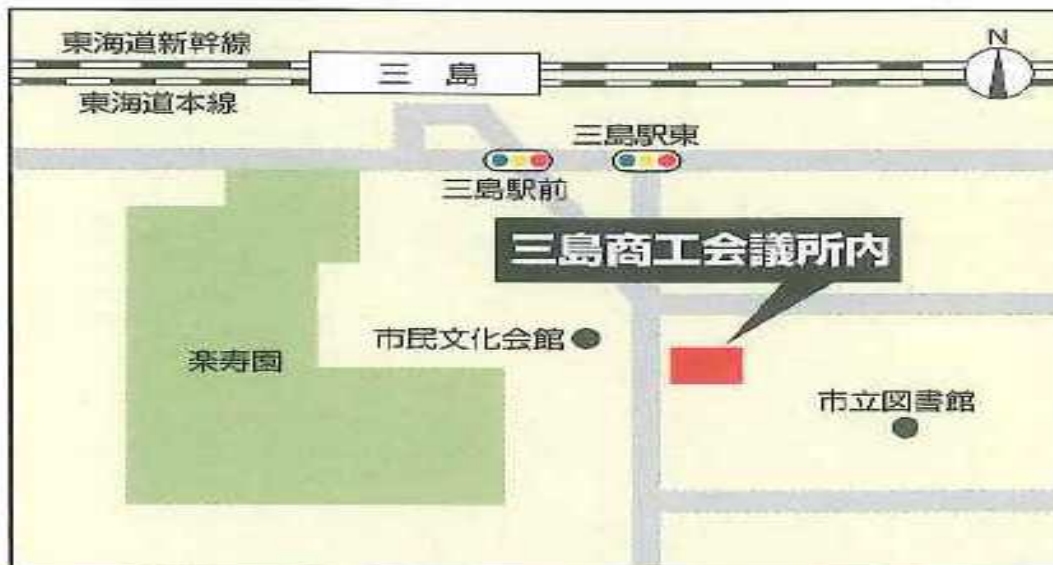 東海道新幹線
三島
N
東海道本線
三島駅東
三島駅前
三島商工会議所内
市民文化会館
楽寿園
市立図書館